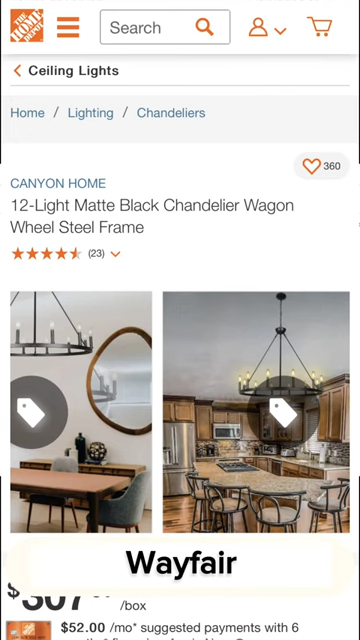 THE HOME DEPOT
Search
Ceiling Lights
Home / Lighting / Chandeliers
360
CANYON HOME
12-Light Matte Black Chandelier Wagon
Wheel Steel Frame
(23)
Wayfair
$307
/box
$52.00 /mo* suggested payments with 6